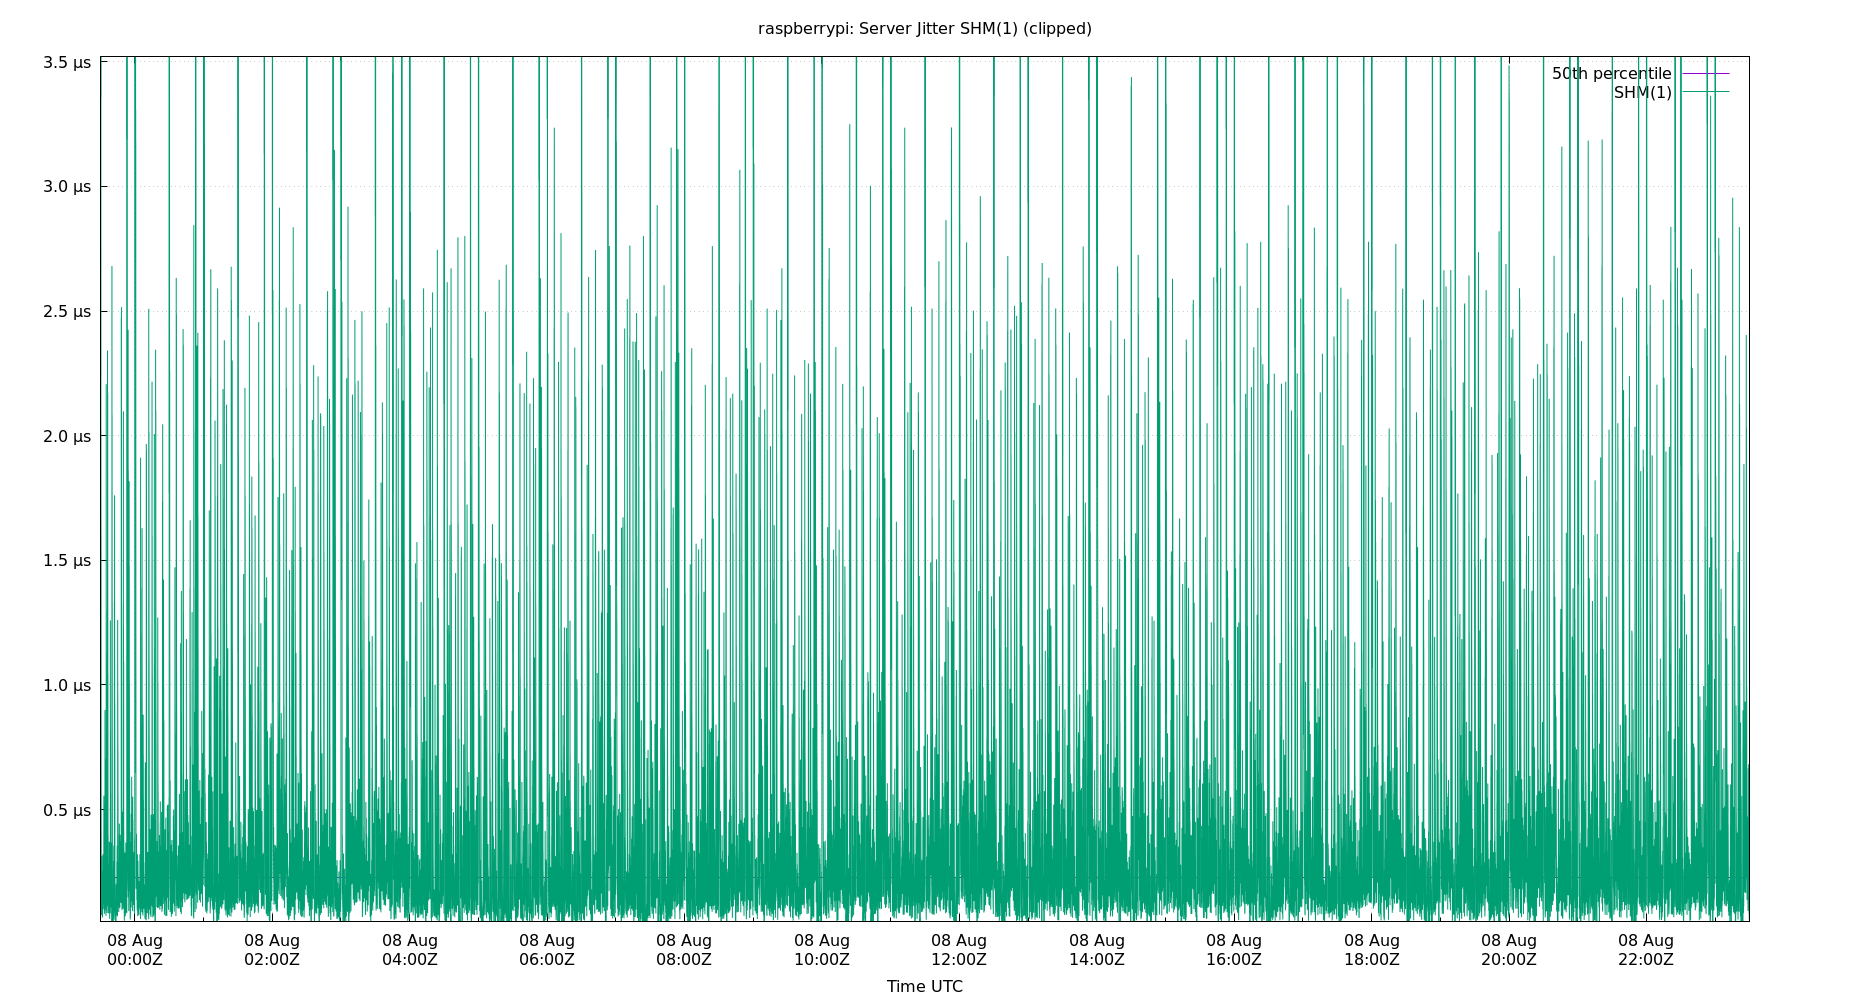 raspberrypi: Server Jitter SHM(1) (clipped)
3.5 µs
3.0 µs
2.5 µs
2.0 µs
1.5 µs
1.0 µs
0.5 µs
50th percentile
SHM(1)
08 Aug 08 Aug 08 Aug 08 Aug 08 Aug 08 Aug 08 Aug 08 Aug 08 Aug 08 Aug 08 Aug 08 Aug
00:00Z 02:00Z 04:00Z 06:00Z 08:00Z 10:00Z 12:00Z 14:00Z 16:00Z 18:00Z 20:00Z 22:00Z
Time UTC